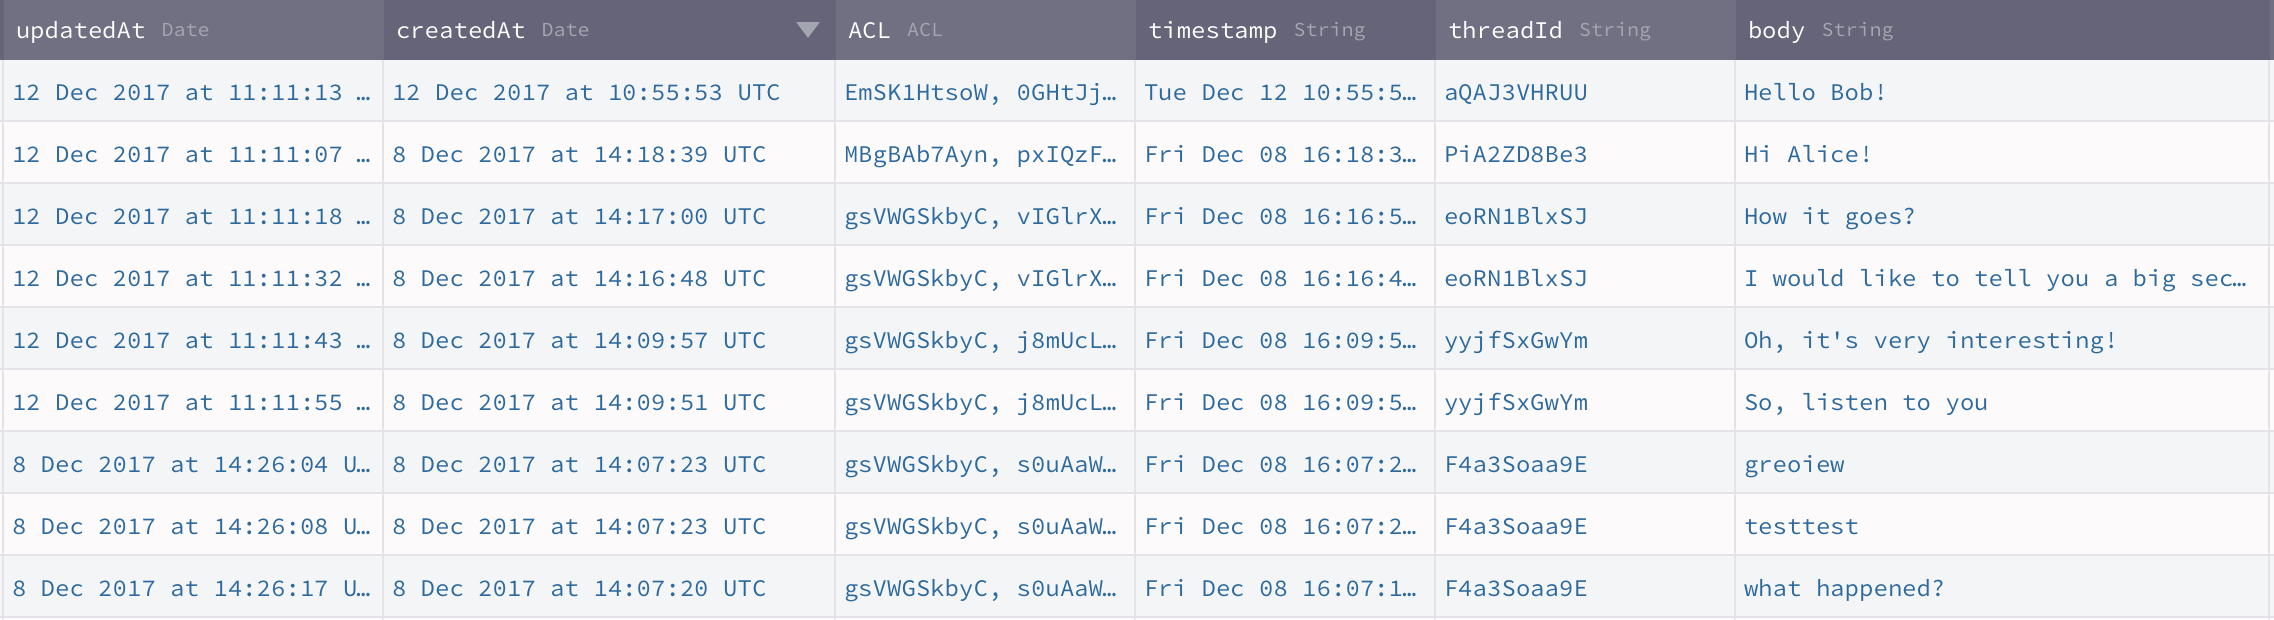 updatedAt Date createdAt Date ACL ACL timestamp String threadId String body String
12 Dec 2017 at 11:11:13 … 12 Dec 2017 at 10:55:53 UTC EmSK1HtsoW, 0GHtJj… Tue Dec 12 10:55:5… aQAJ3VHRUU Hello Bob!
12 Dec 2017 at 11:11:07 … 8 Dec 2017 at 14:18:39 UTC MBgBAb7Ayn, pxIQzF… Fri Dec 08 16:18:3… PiA2ZD8Be3 Hi Alice!
12 Dec 2017 at 11:11:18 … 8 Dec 2017 at 14:17:00 UTC gsVWGSkbyC, vIGlrX… Fri Dec 08 16:16:5… eoRN1BlxSJ How it goes?
12 Dec 2017 at 11:11:32 … 8 Dec 2017 at 14:16:48 UTC gsVWGSkbyC, vIGlrX… Fri Dec 08 16:16:4… eoRN1BlxSJ I would like to tell you a big sec…
12 Dec 2017 at 11:11:43 … 8 Dec 2017 at 14:09:57 UTC gsVWGSkbyC, j8mUcL… Fri Dec 08 16:09:5… yyjfSxGwYm Oh, it's very interesting!
12 Dec 2017 at 11:11:55 … 8 Dec 2017 at 14:09:51 UTC gsVWGSkbyC, j8mUcL… Fri Dec 08 16:09:5… yyjfSxGwYm So, listen to you
8 Dec 2017 at 14:26:04 U… 8 Dec 2017 at 14:07:23 UTC gsVWGSkbyC, s0uAaW… Fri Dec 08 16:07:2… F4a3Soaa9E greoiew
8 Dec 2017 at 14:26:08 U… 8 Dec 2017 at 14:07:23 UTC gsVWGSkbyC, s0uAaW… Fri Dec 08 16:07:2… F4a3Soaa9E testtest
8 Dec 2017 at 14:26:17 U… 8 Dec 2017 at 14:07:20 UTC gsVWGSkbyC, s0uAaW… Fri Dec 08 16:07:1… F4a3Soaa9E what happened?